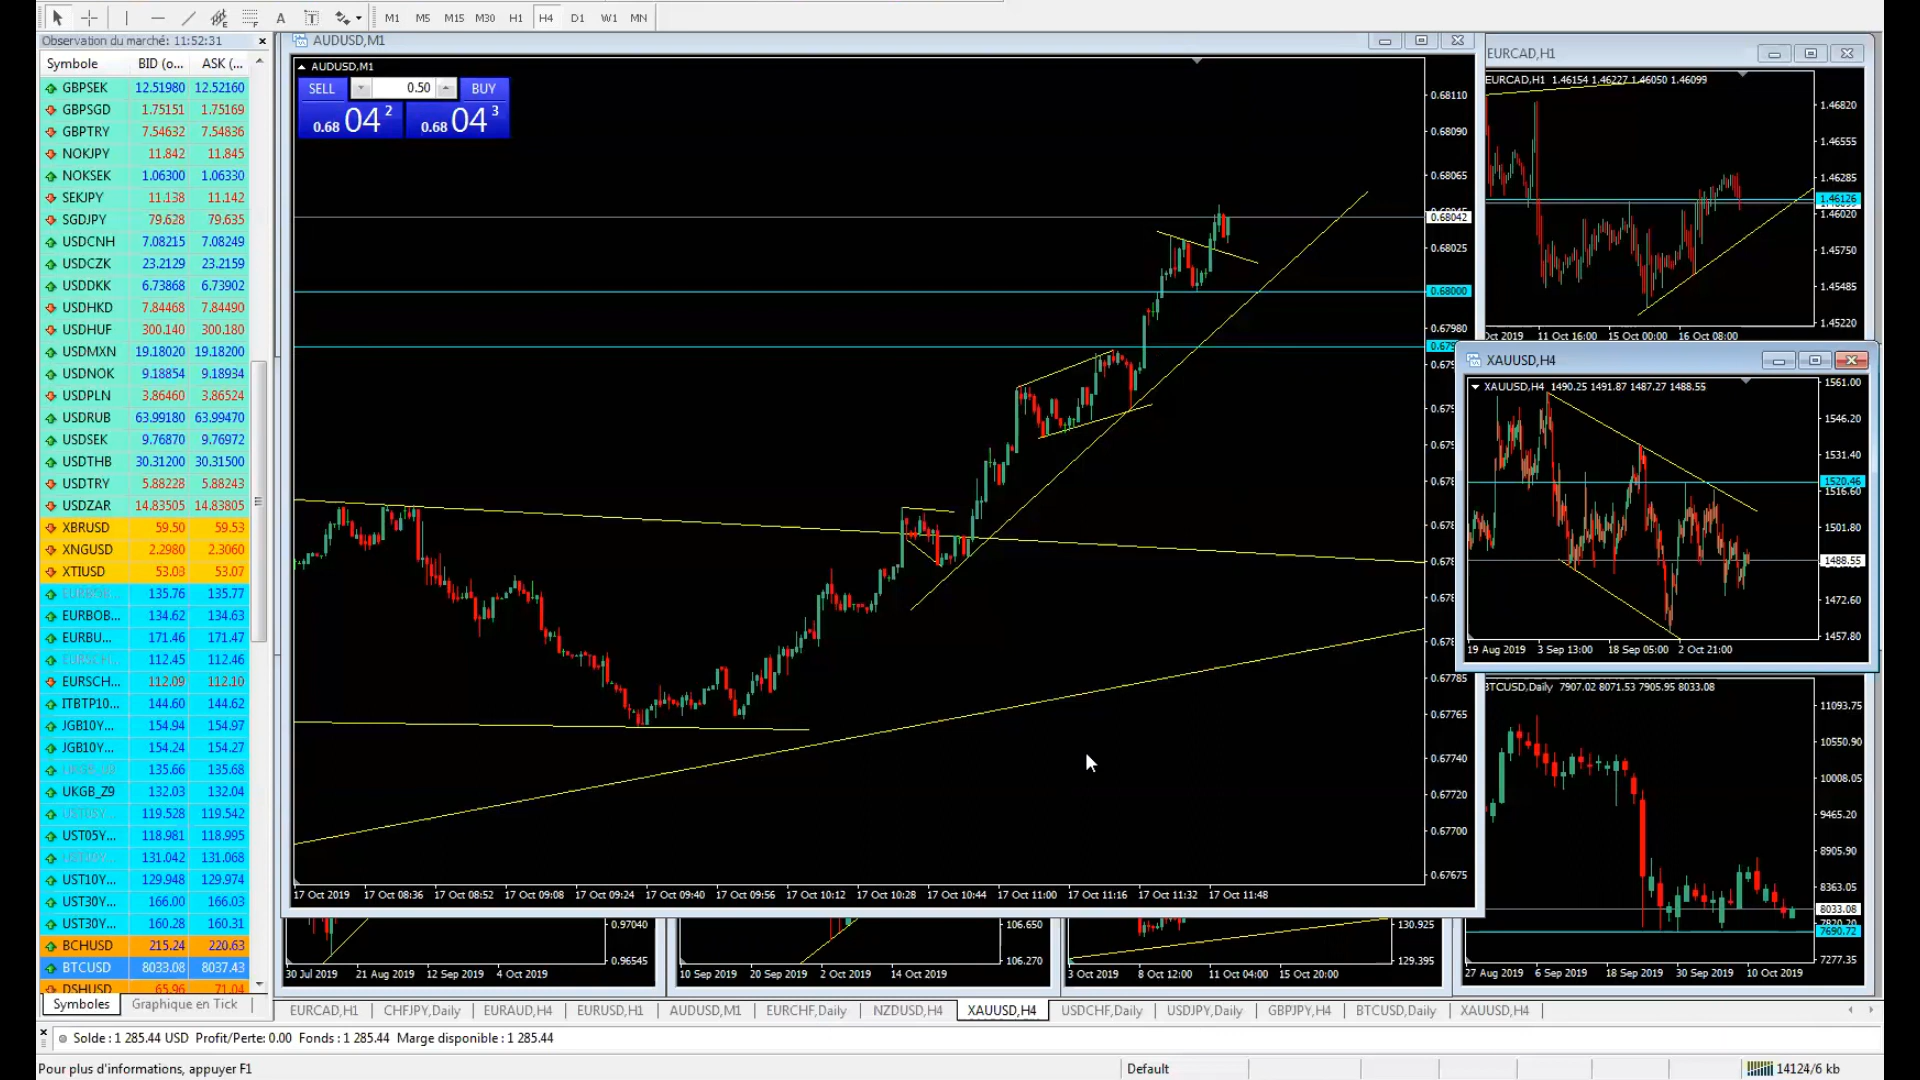 M1 M5 M15 M30 H1 H4 D1 W1 MN
Observation du marché: 11:52:31
Symbole BID (o... ASK (...
GBPSEK 12.51980 12.52160
GBPSGD 1.75151 1.75169
GBPTRY 7.54632 7.54836
NOKJPY 11.842 11.845
NOKSEK 1.06300 1.06330
SEKJPY 11.138 11.142
SGDJPY 79.628 79.635
USDCNH 7.08215 7.08249
USDCZK 23.2129 23.2159
USDDKK 6.73868 6.73902
USDHKD 7.84468 7.84490
USDHUF 300.140 300.180
USDMXN 19.18020 19.18200
USDNOK 9.18854 9.18934
USDPLN 3.86460 3.86524
USDRUB 63.99180 63.99470
USDSEK 9.76870 9.76972
USDTHB 30.31200 30.31500
USDTRY 5.88228 5.88243
USDZAR 14.83505 14.83805
XBRUSD 59.50 59.53
XNGUSD 2.2980 2.3060
XTIUSD 53.03 53.07
135.76 135.77
EURBOB... 134.62 134.63
EURBU... 171.46 171.47
112.45 112.46
EURSCH... 112.09 112.10
ITBTP10... 144.60 144.62
JGB10Y... 154.94 154.97
JGB10Y... 154.24 154.27
135.66 135.68
UKGB_Z9 132.03 132.04
119.528 119.542
UST05Y... 118.981 118.995
131.042 131.068
UST10Y... 129.948 129.974
UST30Y... 166.00 166.03
UST30Y... 160.28 160.31
BCHUSD 215.24 220.63
BTCUSD 8033.08 8037.43
DSHUSD 65.96 71.04
Symboles Graphique en Tick
AUDUSD,M1
AUDUSD,M1
SELL 0.50 BUY
0.68 04 2 0.68 04 3
0.68110
0.68090
0.68065
0.68042
0.68025
0.68000
0.67980
0.67785
0.67765
0.67740
0.67720
0.67700
0.67675
17 Oct 2019 17 Oct 08:36 17 Oct 08:52 17 Oct 09:08 17 Oct 09:24 17 Oct 09:40 17 Oct 09:56 17 Oct 10:12 17 Oct 10:28 17 Oct 10:44 17 Oct 11:00 17 Oct 11:16 17 Oct 11:32 17 Oct 11:48
EURCAD,H1
EURCAD,H1 1.46154 1.46227 1.46050 1.46099
1.46820
1.46555
1.46285
1.46126
1.46020
1.45750
1.45485
1.45220
Oct 2019 11 Oct 16:00 15 Oct 00:00 16 Oct 08:00
XAUUSD,H4
XAUUSD,H4 1490.25 1491.87 1487.27 1488.55
1561.00
1546.20
1531.40
1520.46
1516.60
1501.80
1488.55
1472.60
1457.80
19 Aug 2019 3 Sep 13:00 18 Sep 05:00 2 Oct 21:00
BTCUSD,Daily 7907.02 8071.53 7905.95 8033.08
11093.75
10550.90
10008.05
9465.20
8905.90
8363.05
8033.08
7820.20
7690.72
7277.35
27 Aug 2019 6 Sep 2019 18 Sep 2019 30 Sep 2019 10 Oct 2019
0.97040
0.96545
30 Jul 2019 21 Aug 2019 12 Sep 2019 4 Oct 2019
106.650
106.270
10 Sep 2019 20 Sep 2019 2 Oct 2019 14 Oct 2019
130.925
129.395
3 Oct 2019 8 Oct 12:00 11 Oct 04:00 15 Oct 20:00
EURCAD,H1 CHFJPY,Daily EURAUD,H4 EURUSD,H1 AUDUSD,M1 EURCHF,Daily NZDUSD,H4 XAUUSD,H4 USDCHF,Daily USDJPY,Daily GBPJPY,H4 BTCUSD,Daily XAUUSD,H4
Solde : 1 285.44 USD Profit/Perte: 0.00 Fonds : 1 285.44 Marge disponible : 1 285.44
Pour plus d'informations, appuyer F1
Default
14124/6 kb